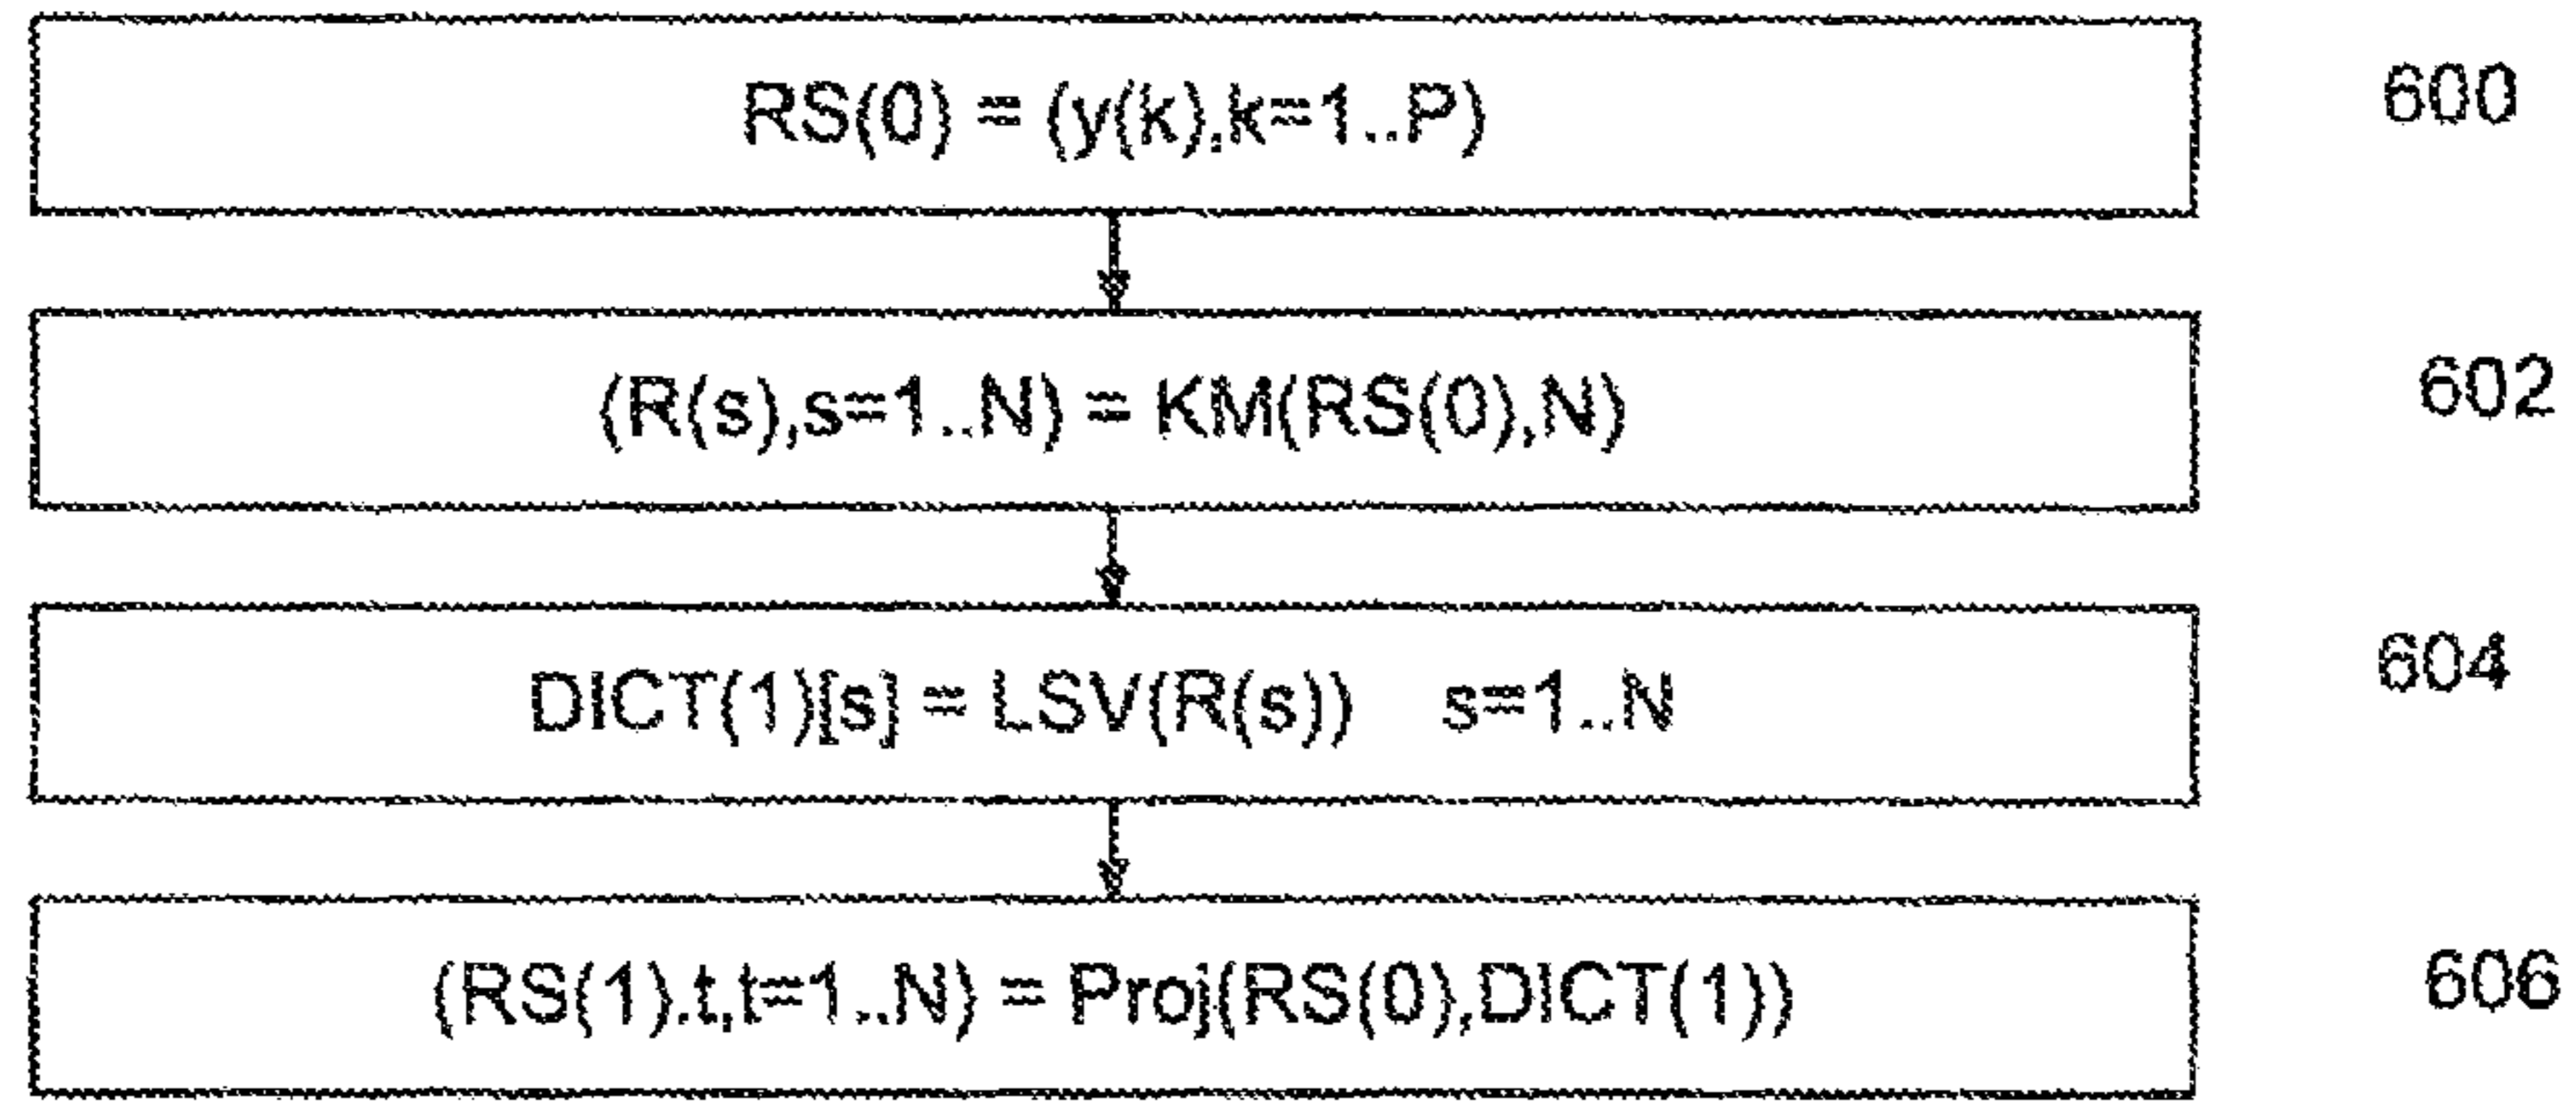 RS(0) = (y(k),k=1..P) 600
(R(s),s=1..N) = KM(RS(0),N) 602
DICT(1)[s] = LSV(R(s)) s=1..N 604
(RS(1).t,t=1..N) = Proj(RS(0),DICT(1)) 606